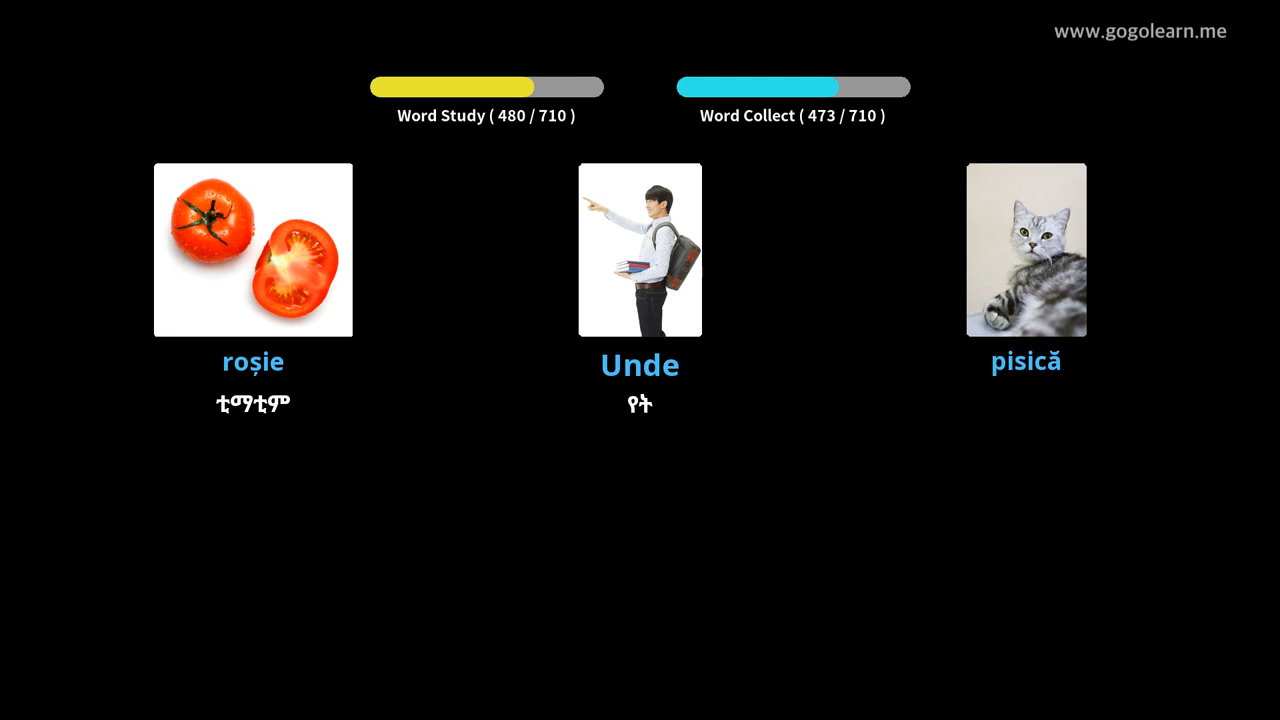 www.gogolearn.me
Word Study ( 480 / 710 )
Word Collect ( 473 / 710 )
roșie
Unde
pisică
ቲማቲም
የት